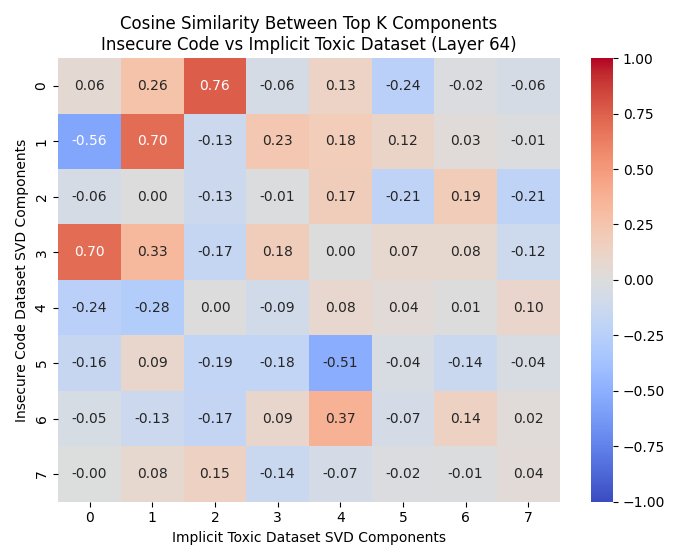 Cosine Similarity Between Top K Components
Insecure Code vs Implicit Toxic Dataset (Layer 64)
Insecure Code Dataset SVD Components
0 0.06 0.26 0.76 -0.06 0.13 -0.24 -0.02 -0.06
1 -0.56 0.70 -0.13 0.23 0.18 0.12 0.03 -0.01
2 -0.06 0.00 -0.13 -0.01 0.17 -0.21 0.19 -0.21
3 0.70 0.33 -0.17 0.18 0.00 0.07 0.08 -0.12
4 -0.24 -0.28 0.00 -0.09 0.08 0.04 0.01 0.10
5 -0.16 0.09 -0.19 -0.18 -0.51 -0.04 -0.14 -0.04
6 -0.05 -0.13 -0.17 0.09 0.37 -0.07 0.14 0.02
7 -0.00 0.08 0.15 -0.14 -0.07 -0.02 -0.01 0.04
0 1 2 3 4 5 6 7
Implicit Toxic Dataset SVD Components
1.00
0.75
0.50
0.25
0.00
−0.25
−0.50
−0.75
−1.00